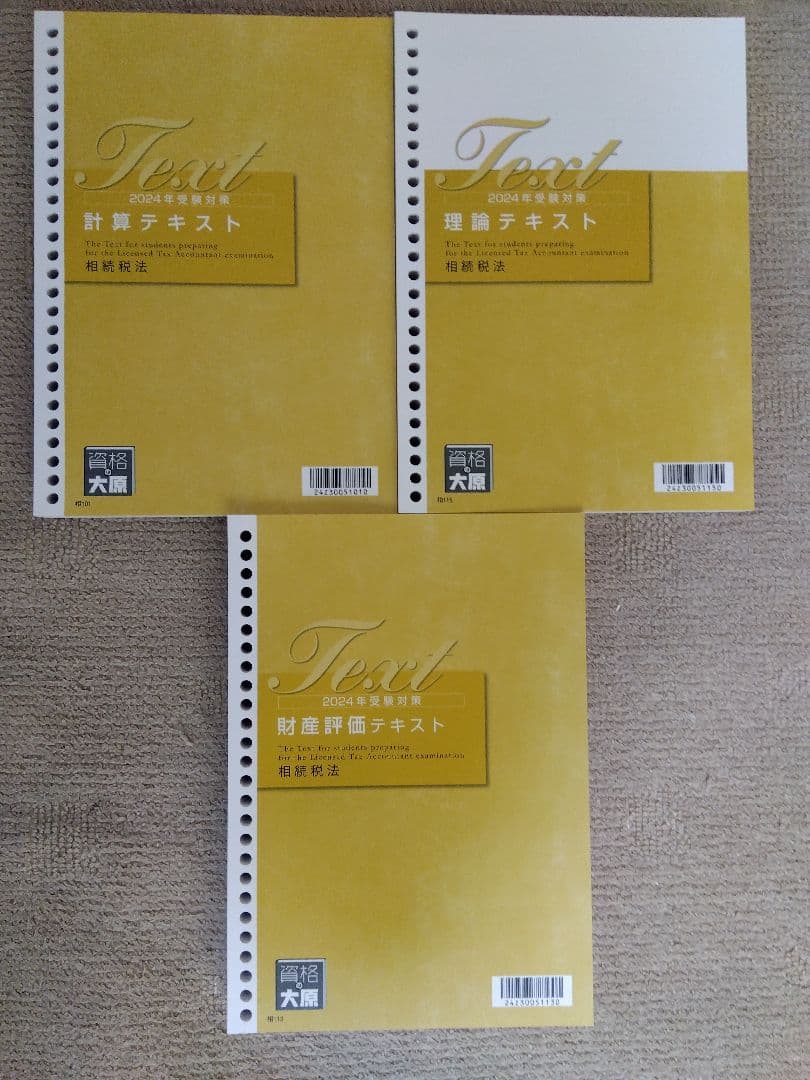 Text
2024年受験対策
計算テキスト
The Text for students preparing
for the Licensed Tax Accountant examination
相続税法
資格の大原
24Z30051010
Text
2024年受験対策
理論テキスト
The Text for students preparing
for the Licensed Tax Accountant examination
相続税法
資格の大原
Text
2024年受験対策
財産評価テキスト
The Text for students preparing
for the Licensed Tax Accountant examination
相続税法
資格の大原